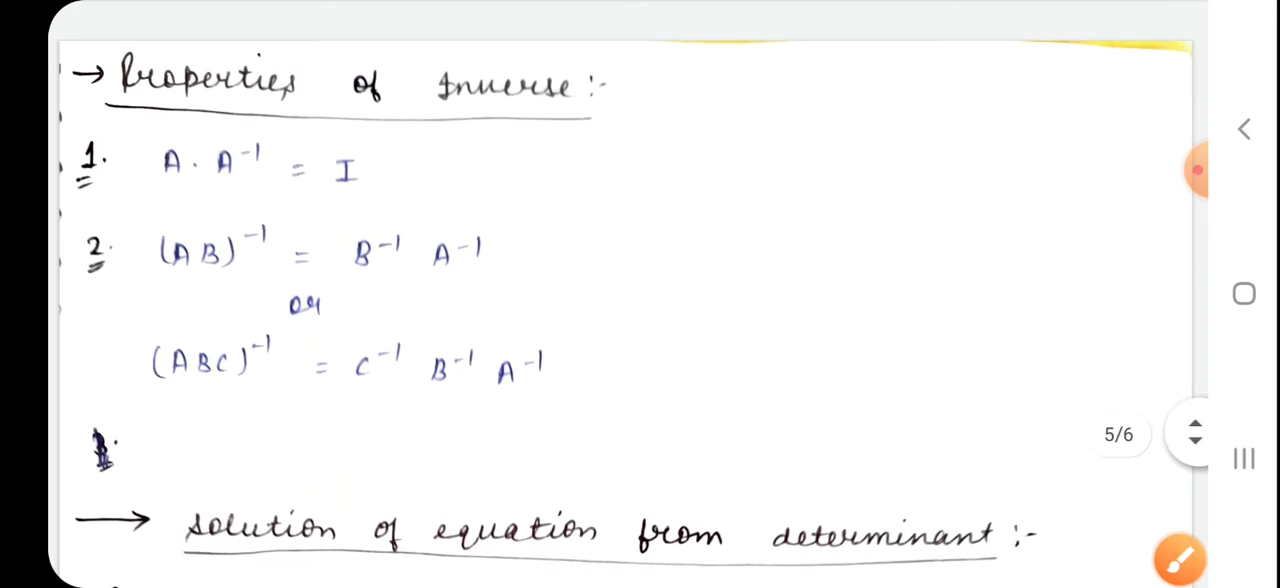 → Properties of Inverse :-
1. A . A⁻¹ = I
2. (AB)⁻¹ = B⁻¹ A⁻¹
or
(ABC)⁻¹ = C⁻¹ B⁻¹ A⁻¹
5/6
→ solution of equation from determinant :-